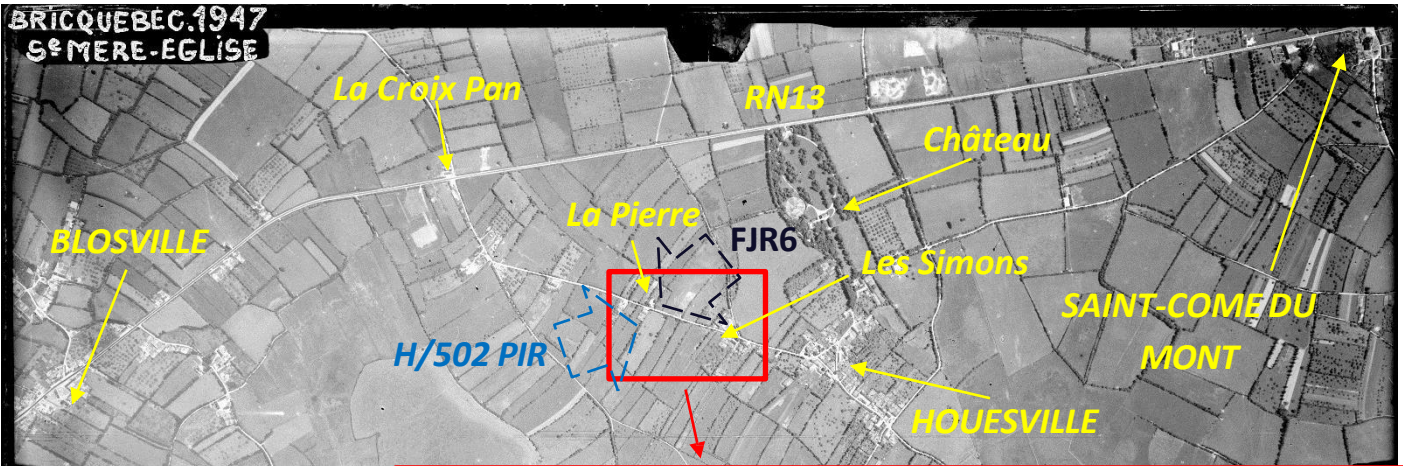 BRICQUEBEC.1947
Se MERE-EGLISE
La Croix Pan
RN13
Château
La Pierre
FJR6
BLOSVILLE
Les Simons
SAINT-COME DU
MONT
H/502 PIR
HOUESVILLE